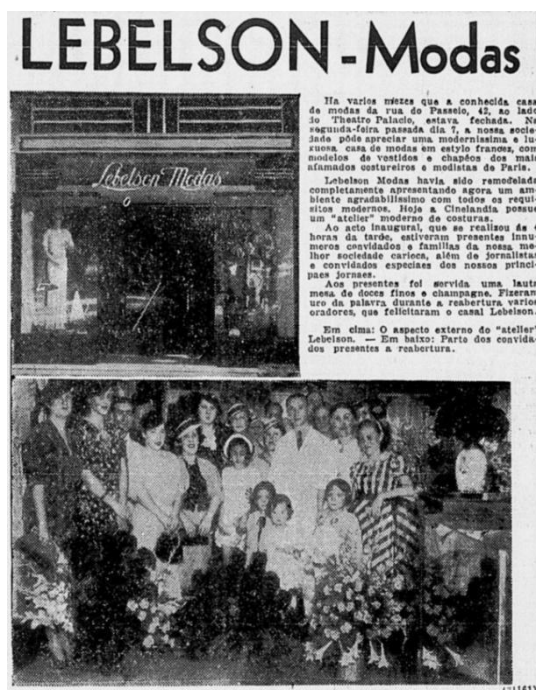 LEBELSON - Modas
Lebelson Modas
Ha varios mezes que a conhecida casa
de modas da rua do Passeio, 42, ao lado
do Theatro Palacio, estava fechada. Na
segunda-feira passada dia 7, a nossa socie-
dade pôde apreciar uma modernissima e lu-
xuosa casa de modas em estylo francez, com
modelos de vestidos e chapéos dos mais
afamados costureiros e modistas de Paris.
Lebelson Modas havia sido remodelada
completamente apresentando agora um am-
biente agradabilissimo com todos os requi-
sitos modernos. Hoje a Cinelandia possue
um "atelier" moderno de costuras.
Ao acto inaugural, que se realizou ás
horas da tarde, estiveram presentes innu-
meros convidados e familias da nossa me-
lhor sociedade carioca, além de jornalistas
e convidados especiaes dos nossos princi-
paes jornaes.
Aos presentes foi servida uma lauta
mesa de doces finos e champagne. Fizeram
uro da palavra durante a reabertura varios
oradores, que felicitaram o casal Lebelson.
Em cima: O aspecto externo do "atelier"
Lebelson. — Em baixo: Parto dos convida-
dos presentes a reabertura.